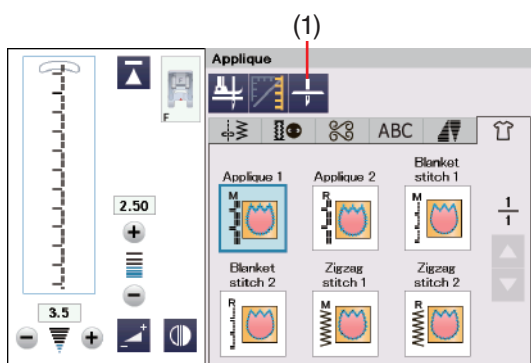 (1)
Applique
F
ABC
Applique 1
Applique 2
Blanket
stitch 1
M
R
M
2.50
1
1
Blanket
stitch 2
Zigzag
stitch 1
Zigzag
stitch 2
R
M
R
3.5